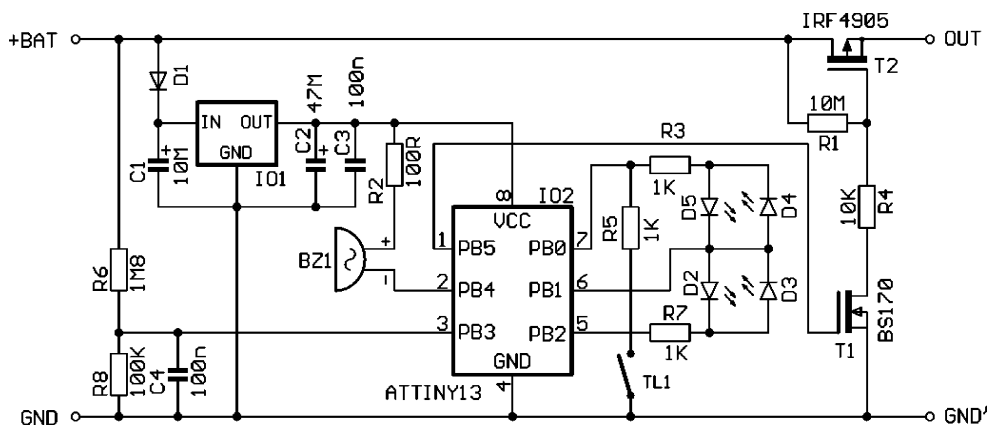 IRF4905
+BAT
OUT
T2
D1
47M
100n
10M
R1
IN OUT
GND
IO1
C1
10M
C2
C3
R2
100R
R3
1K
R5
1K
D5
D4
10K
R4
IO2
8
VCC
BZ1
+
-
1 PB5
PB0 7
2 PB4
PB1 6
3 PB3
PB2 5
GND
4
D2
D3
R7
1K
R6
1M8
BS170
T1
R8
100K
C4
100n
ATTINY13
TL1
GND
GND'
+
+